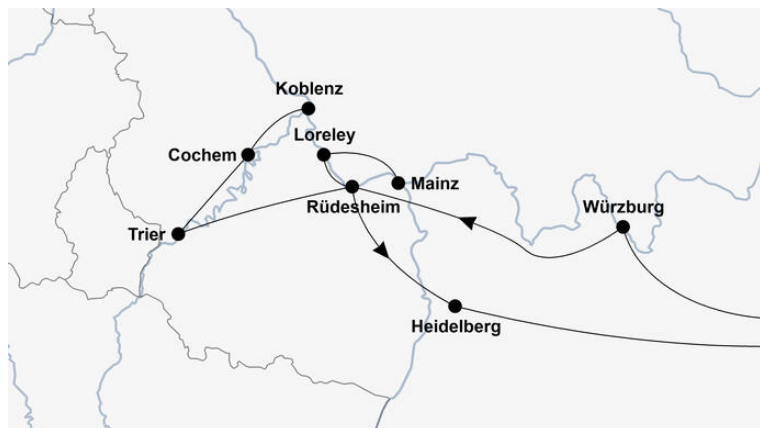 Koblenz
Loreley
Cochem
Mainz
Rüdesheim
Würzburg
Trier
Heidelberg